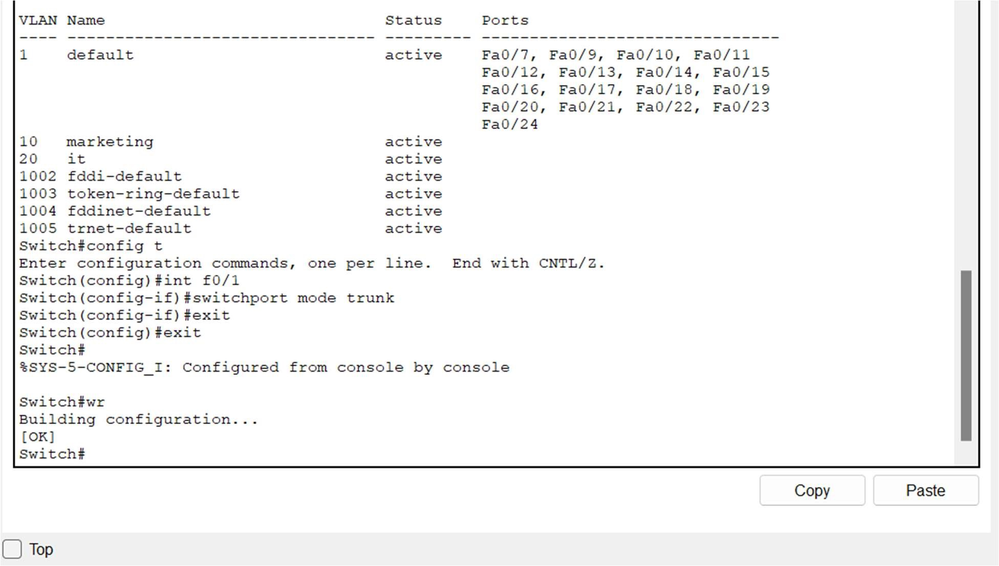 VLAN Name                             Status    Ports
---- -------------------------------- --------- -------------------------------
1    default                          active    Fa0/7, Fa0/9, Fa0/10, Fa0/11
                                                Fa0/12, Fa0/13, Fa0/14, Fa0/15
                                                Fa0/16, Fa0/17, Fa0/18, Fa0/19
                                                Fa0/20, Fa0/21, Fa0/22, Fa0/23
                                                Fa0/24
10   marketing                        active
20   it                               active
1002 fddi-default                     active
1003 token-ring-default               active
1004 fddinet-default                  active
1005 trnet-default                    active
Switch#config t
Enter configuration commands, one per line.  End with CNTL/Z.
Switch(config)#int f0/1
Switch(config-if)#switchport mode trunk
Switch(config-if)#exit
Switch(config)#exit
Switch#
%SYS-5-CONFIG_I: Configured from console by console
Switch#wr
Building configuration...
[OK]
Switch#
Copy Paste
Top